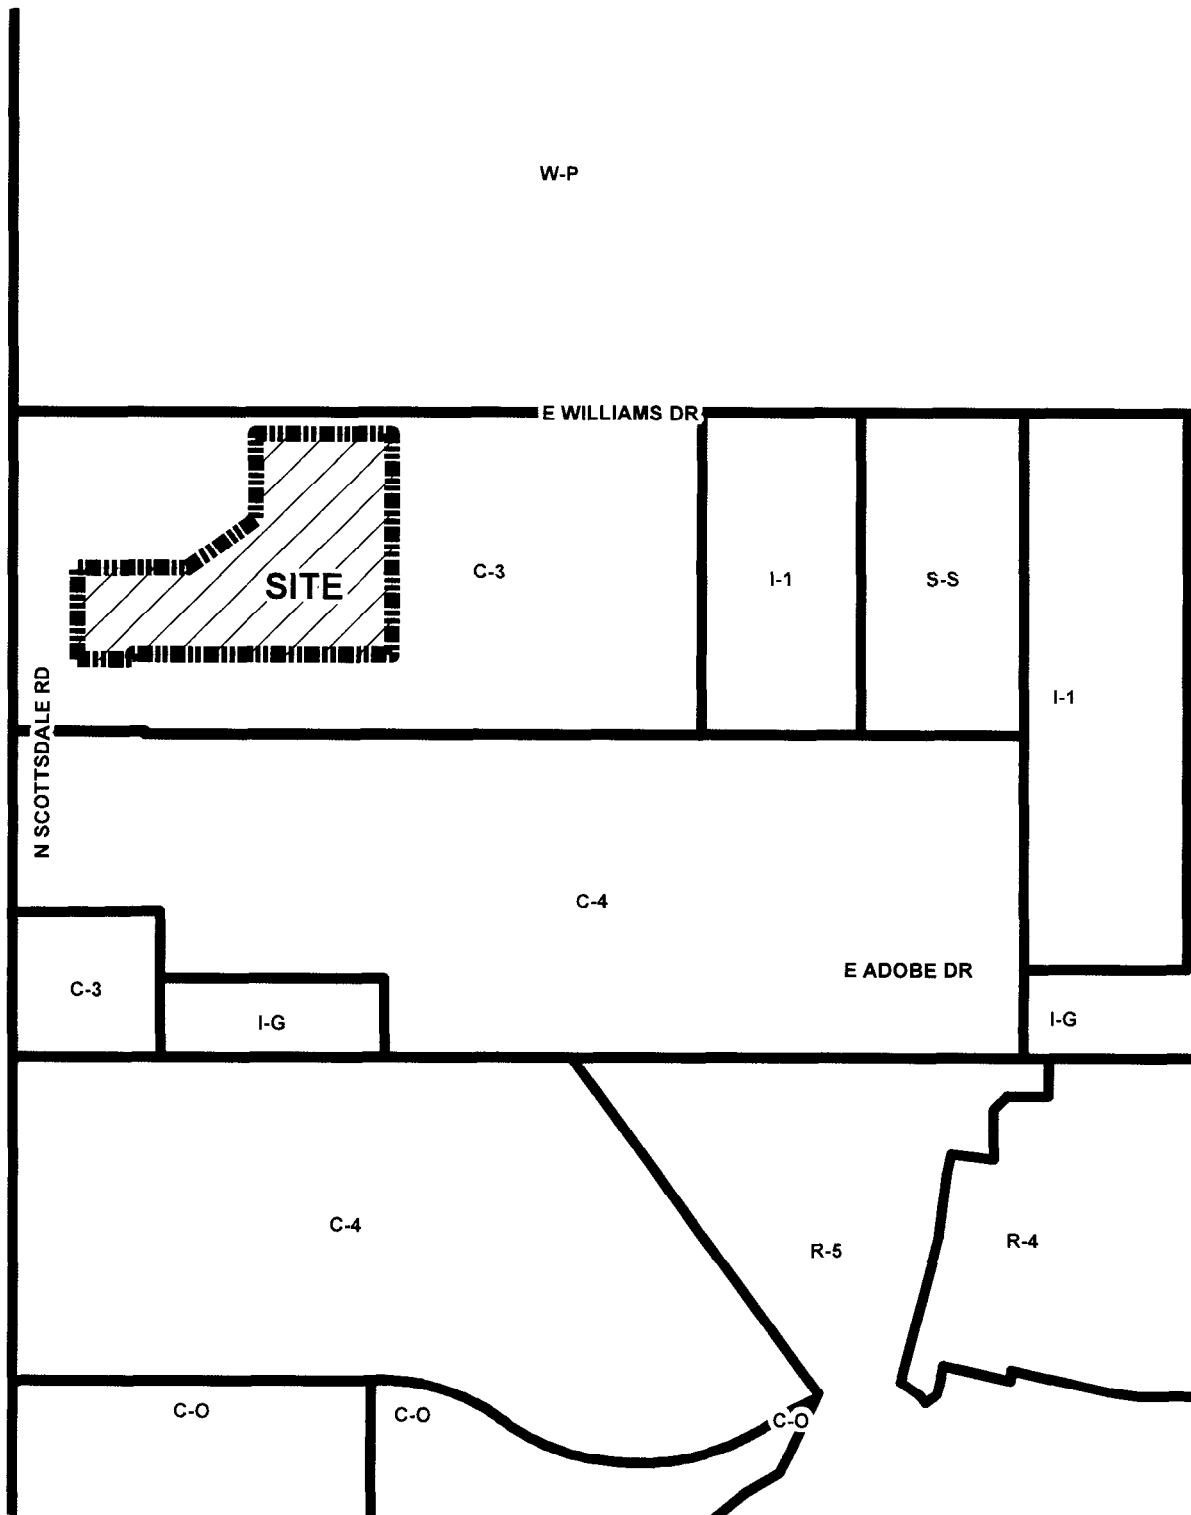 W-P
E WILLIAMS DR
SITE
C-3
I-1
S-S
I-1
N SCOTTSDALE RD
C-4
E ADOBE DR
C-3
I-G
I-G
C-4
R-5
R-4
C-O
C-O
C-O